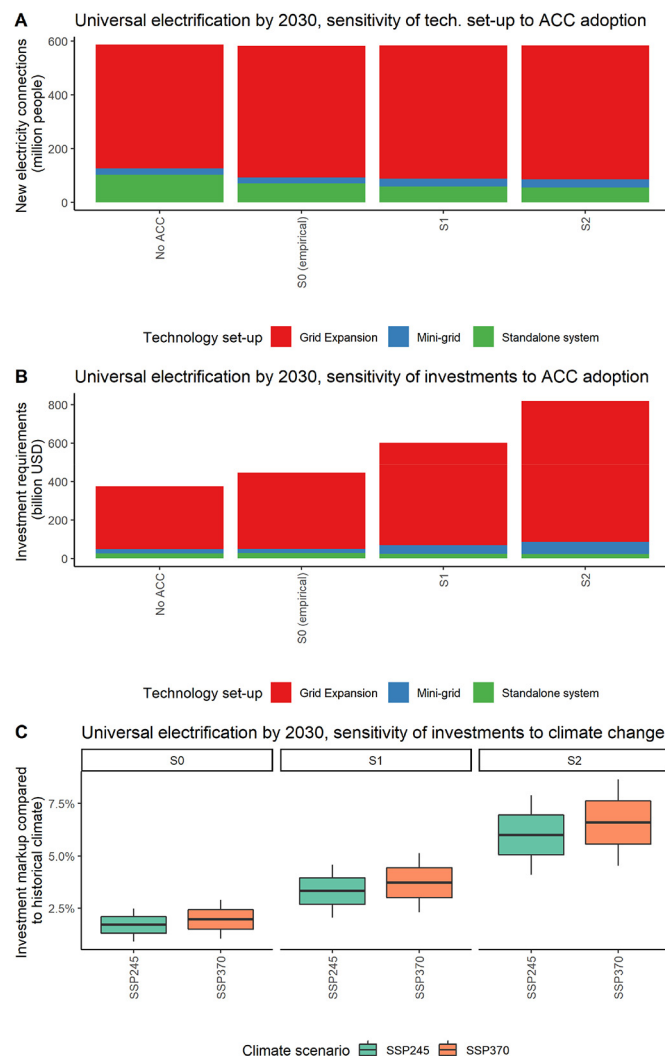 A Universal electrification by 2030, sensitivity of tech. set-up to ACC adoption
New electricity connections
(million people)
600
400
200
0
No ACC
S0 (empirical)
S1
S2
Technology set-up Grid Expansion Mini-grid Standalone system
B Universal electrification by 2030, sensitivity of investments to ACC adoption
Investment requirements
(billion USD)
800
600
400
200
0
No ACC
S0 (empirical)
S1
S2
Technology set-up Grid Expansion Mini-grid Standalone system
C Universal electrification by 2030, sensitivity of investments to climate change
S0 S1 S2
Investment markup compared
to historical climate)
7.5%
5.0%
2.5%
SSP245
SSP370
SSP245
SSP370
SSP245
SSP370
Climate scenario SSP245 SSP370